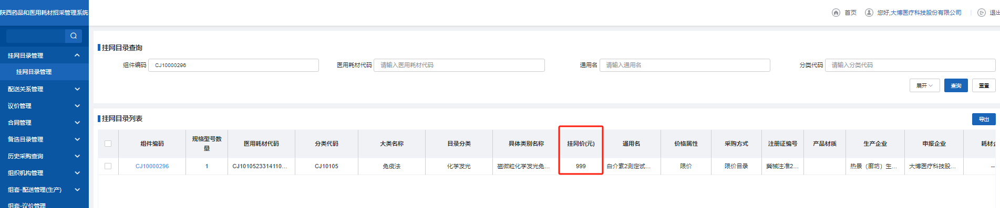 陕西药品和医用耗材招采管理系统
首页
您好,大博医疗科技股份有限公司
退出
挂网目录管理
挂网目录管理
配送关系管理
议价管理
合同管理
备选目录管理
历史采购查询
组织机构管理
组套-配送管理(生产)
组套-议价管理
挂网目录查询
组件编码 CJ10000296 医用耗材代码 请输入医用耗材代码 通用名 请输入通用名 分类代码 请输入分类代码
展开 查询 重置
挂网目录列表
导出
组件编码 规格型号数量 医用耗材代码 分类代码 大类名称 目录分类 具体类别名称 挂网价(元) 通用名 价格属性 采购方式 注册证编号 产品材质 生产企业 申报企业 耗材企
CJ10000296 1 CJ1010523314110... CJ10105 免疫法 化学发光 磁微粒化学发光免... 999 白介素2测定试... 限价 限价目录 冀械注准2... 热景（廊坊）生... 大博医疗科技股... --